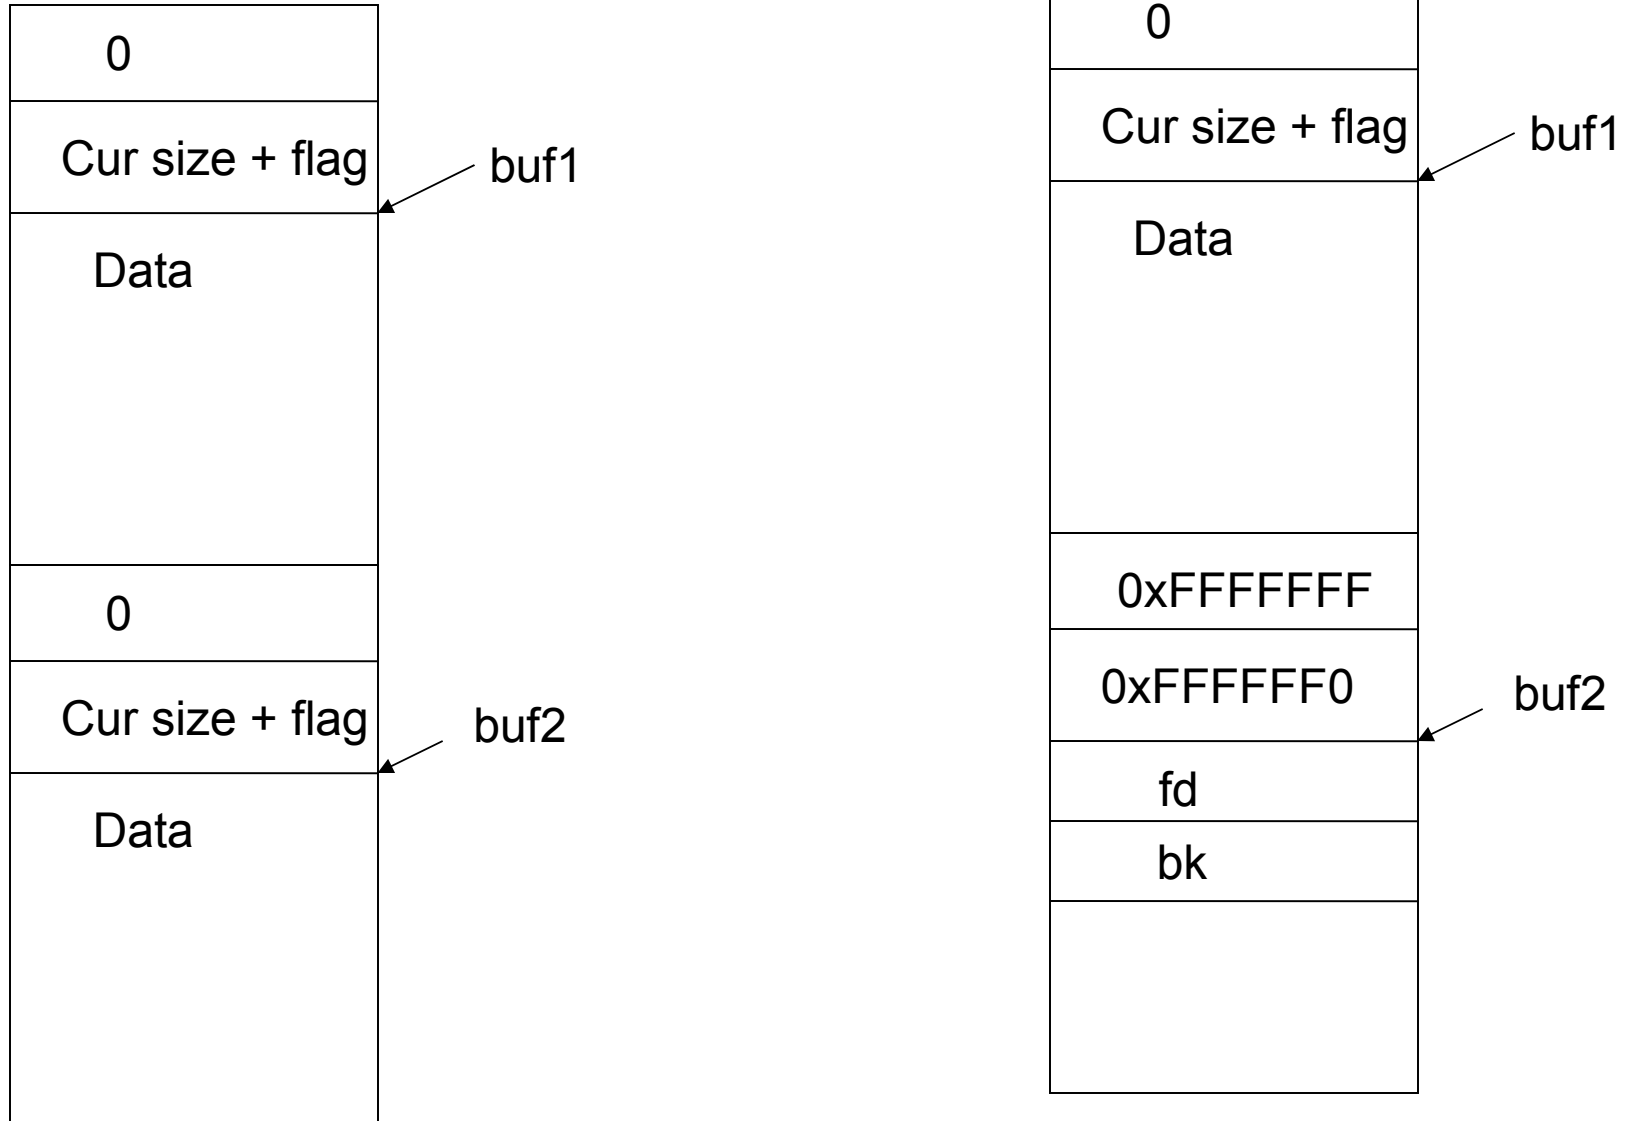 0
Cur size + flag
buf1
Data
0
Cur size + flag
buf2
Data
0
Cur size + flag
buf1
Data
0xFFFFFFF
0xFFFFFF0
buf2
fd
bk